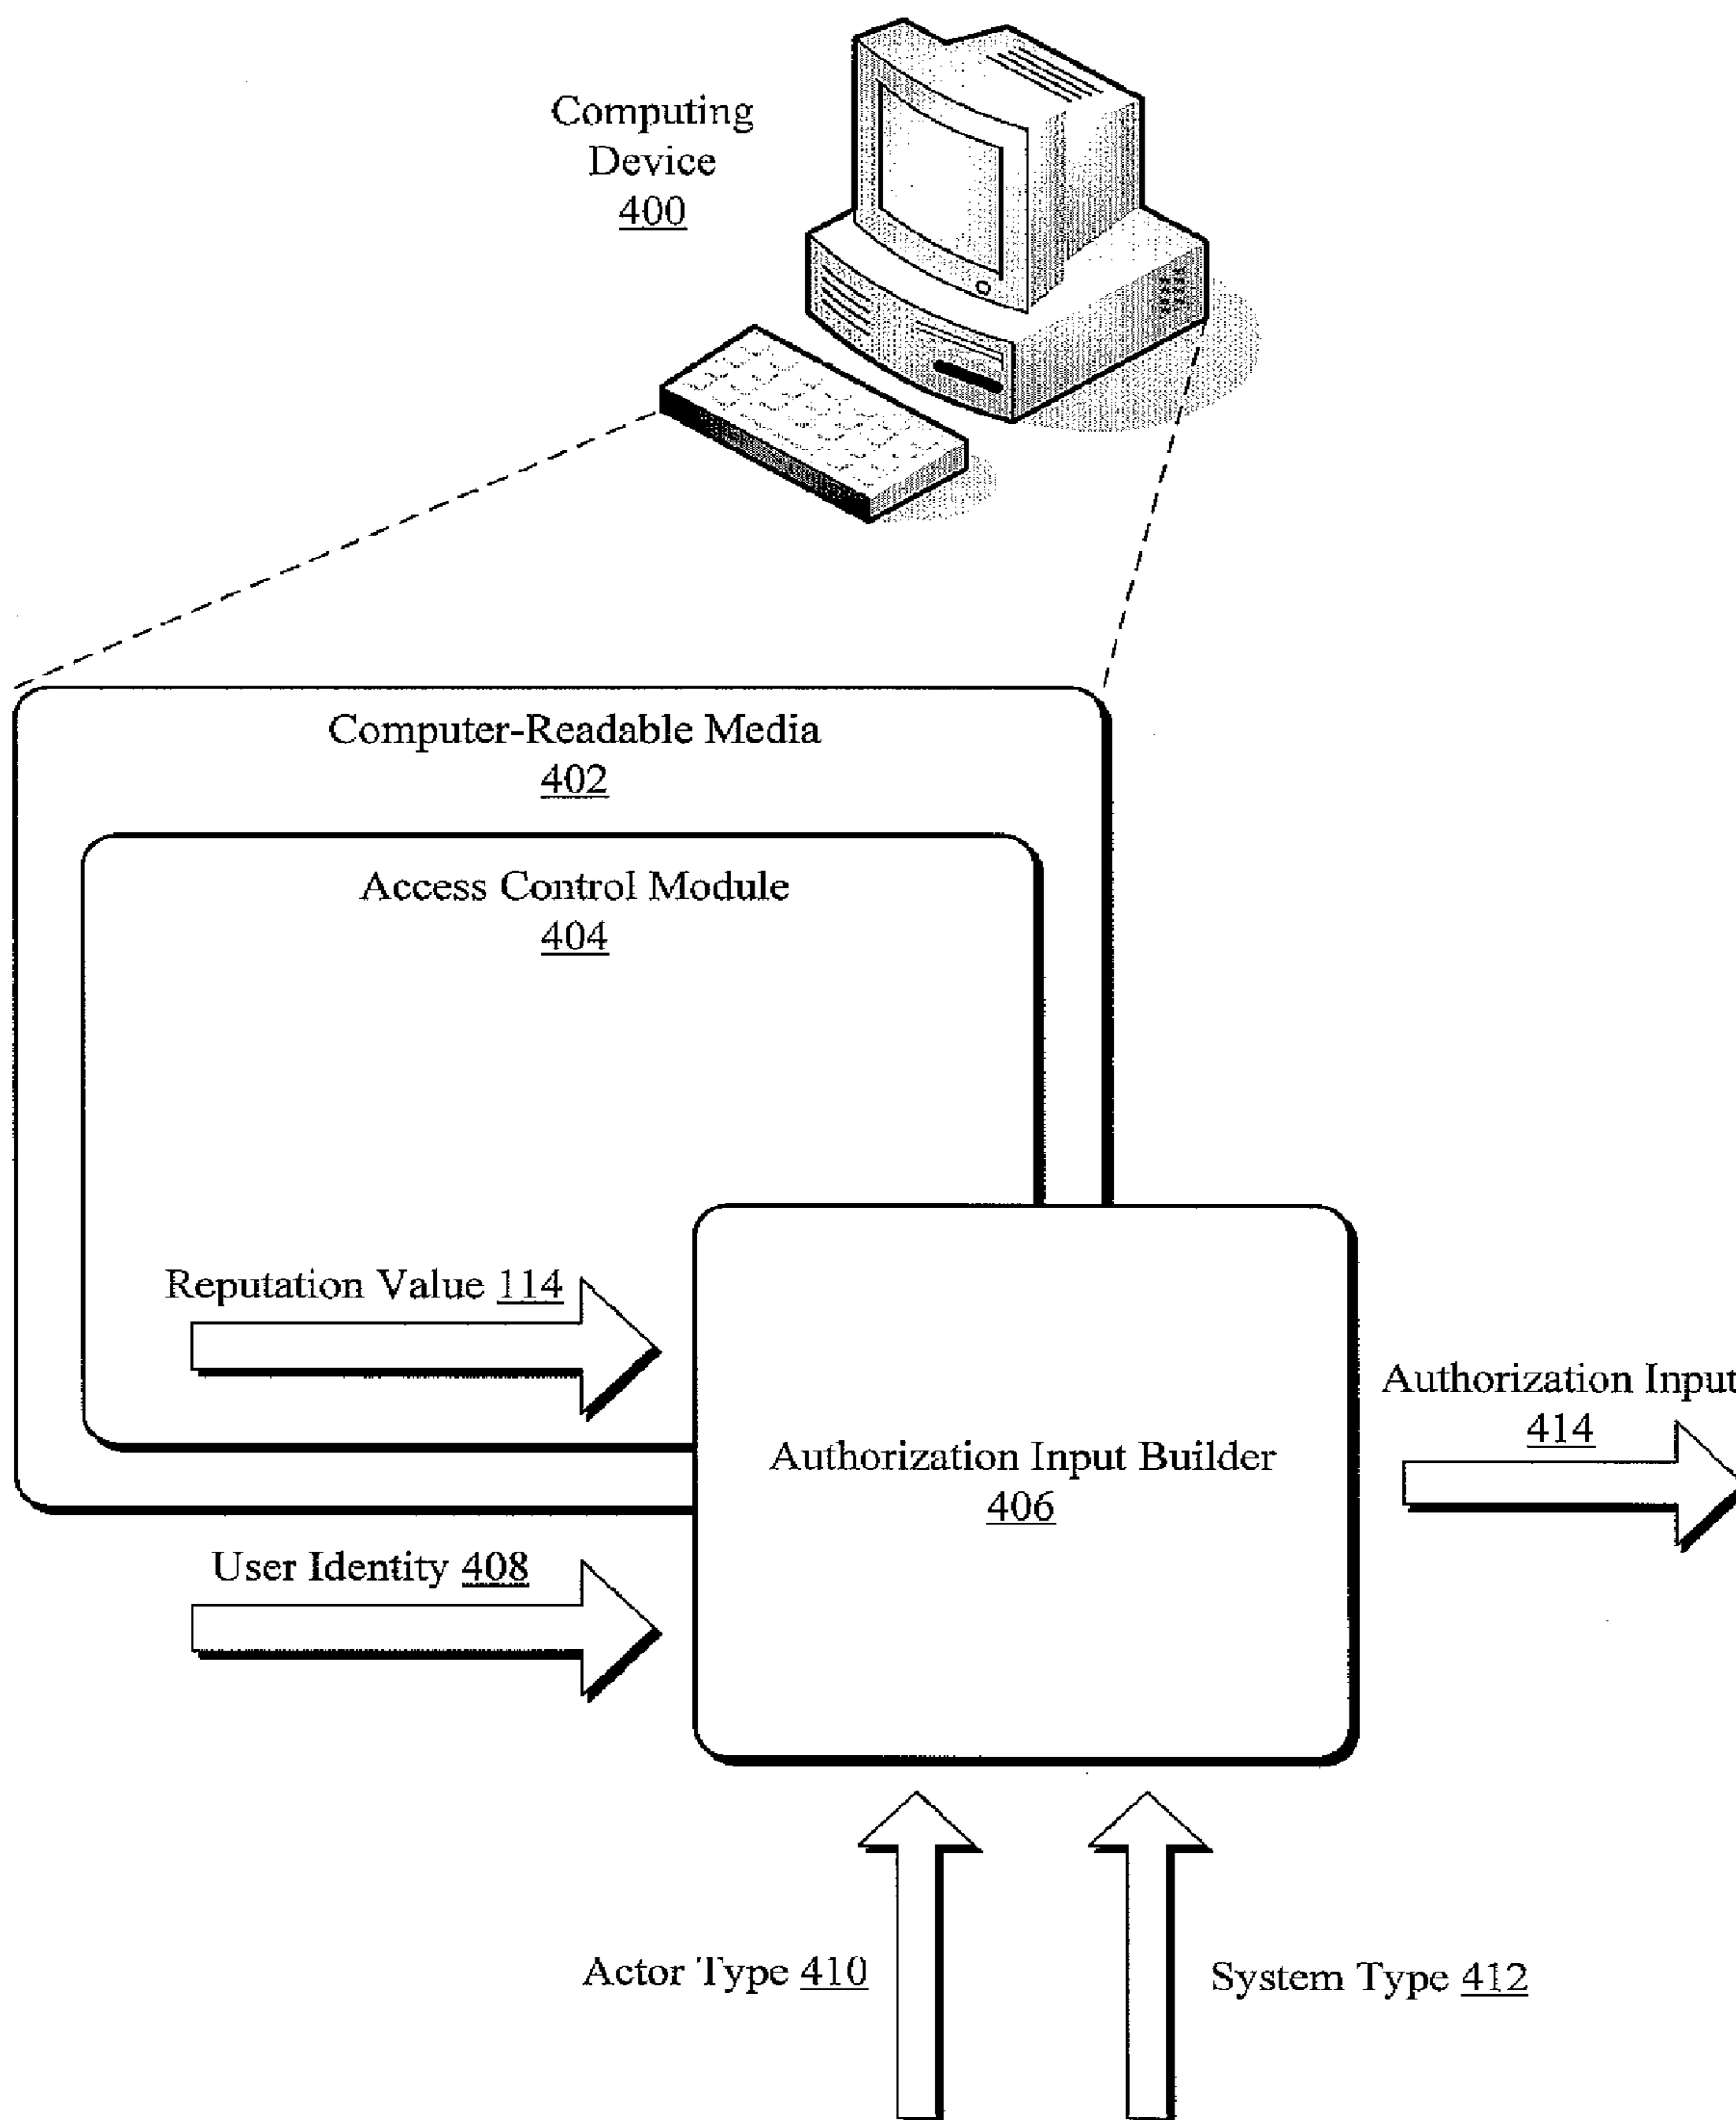 Computing
Device
400
Computer-Readable Media
402
Access Control Module
404
Reputation Value 114
Authorization Input
414
Authorization Input Builder
406
User Identity 408
Actor Type 410
System Type 412